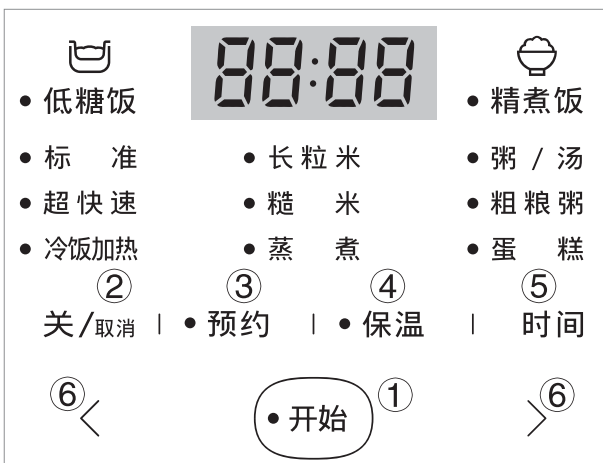 88:88
• 低糖饭 • 精煮饭
• 标 准 • 长粒米 • 粥 / 汤
• 超快速 • 糙 米 • 粗粮粥
• 冷饭加热 • 蒸 煮 • 蛋 糕
② ③ ④ ⑤
关/取消 | • 预约 | • 保温 | 时间
⑥ < • 开始 ① > ⑥